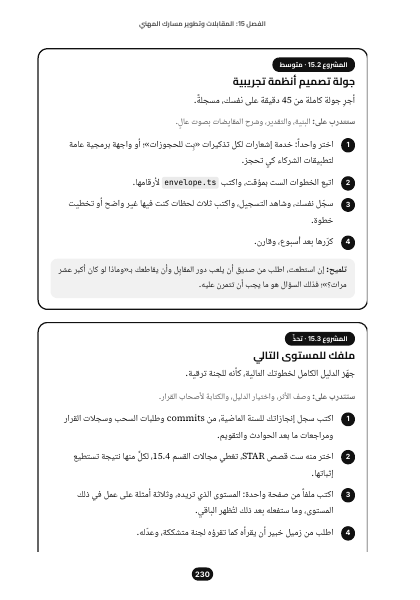 الفصل 15: المقابلات وتطوير مسارك المهني
المشروع 15.2 · متوسط
جولة تصميم أنظمة تجريبية
أجرِ جولة كاملة من 45 دقيقة على نفسك، مسجلةً.
ستتدرب على: البنية، والتقدير، وشرح المقايضات بصوت عالٍ.
1 اختر واحداً: خدمة إشعارات لكل تذكيرات «بِت للحجوزات»؛ أو واجهة برمجية عامة
لتطبيقات الشركاء كي تحجز.
2 اتبع الخطوات الست بمؤقت، واكتب envelope.ts لأرقامها.
3 سجّل نفسك، وشاهد التسجيل، واكتب ثلاث لحظات كنت فيها غير واضح أو تخطيت
خطوة.
4 كرّرها بعد أسبوع، وقارن.
تلميح: إن استطعت، اطلب من صديق أن يلعب دور المقابِل وأن يقاطعك بـ«وماذا لو كان أكبر عشر
مرات؟»؛ فذلك السؤال هو ما يجب أن تتمرن عليه.
المشروع 15.3 · تحدٍّ
ملفك للمستوى التالي
جهّز الدليل الكامل لخطوتك التالية، كأنه للجنة ترقية.
ستتدرب على: وصف الأثر، واختيار الدليل، والكتابة لأصحاب القرار.
1 اكتب سجل إنجازاتك للسنة الماضية، من commits وطلبات السحب وسجلات القرار
ومراجعات ما بعد الحوادث والتقويم.
2 اختر منه ست قصص STAR، تغطي مجالات القسم 15.4، لكلٍّ منها نتيجة تستطيع
إثباتها.
3 اكتب ملفاً من صفحة واحدة: المستوى الذي تريده، وثلاثة أمثلة على عمل في ذلك
المستوى، وما ستفعله بعد ذلك لتُظهر الباقي.
4 اطلب من زميل خبير أن يقرأه كما تقرؤه لجنة متشككة، وعدّله.
230